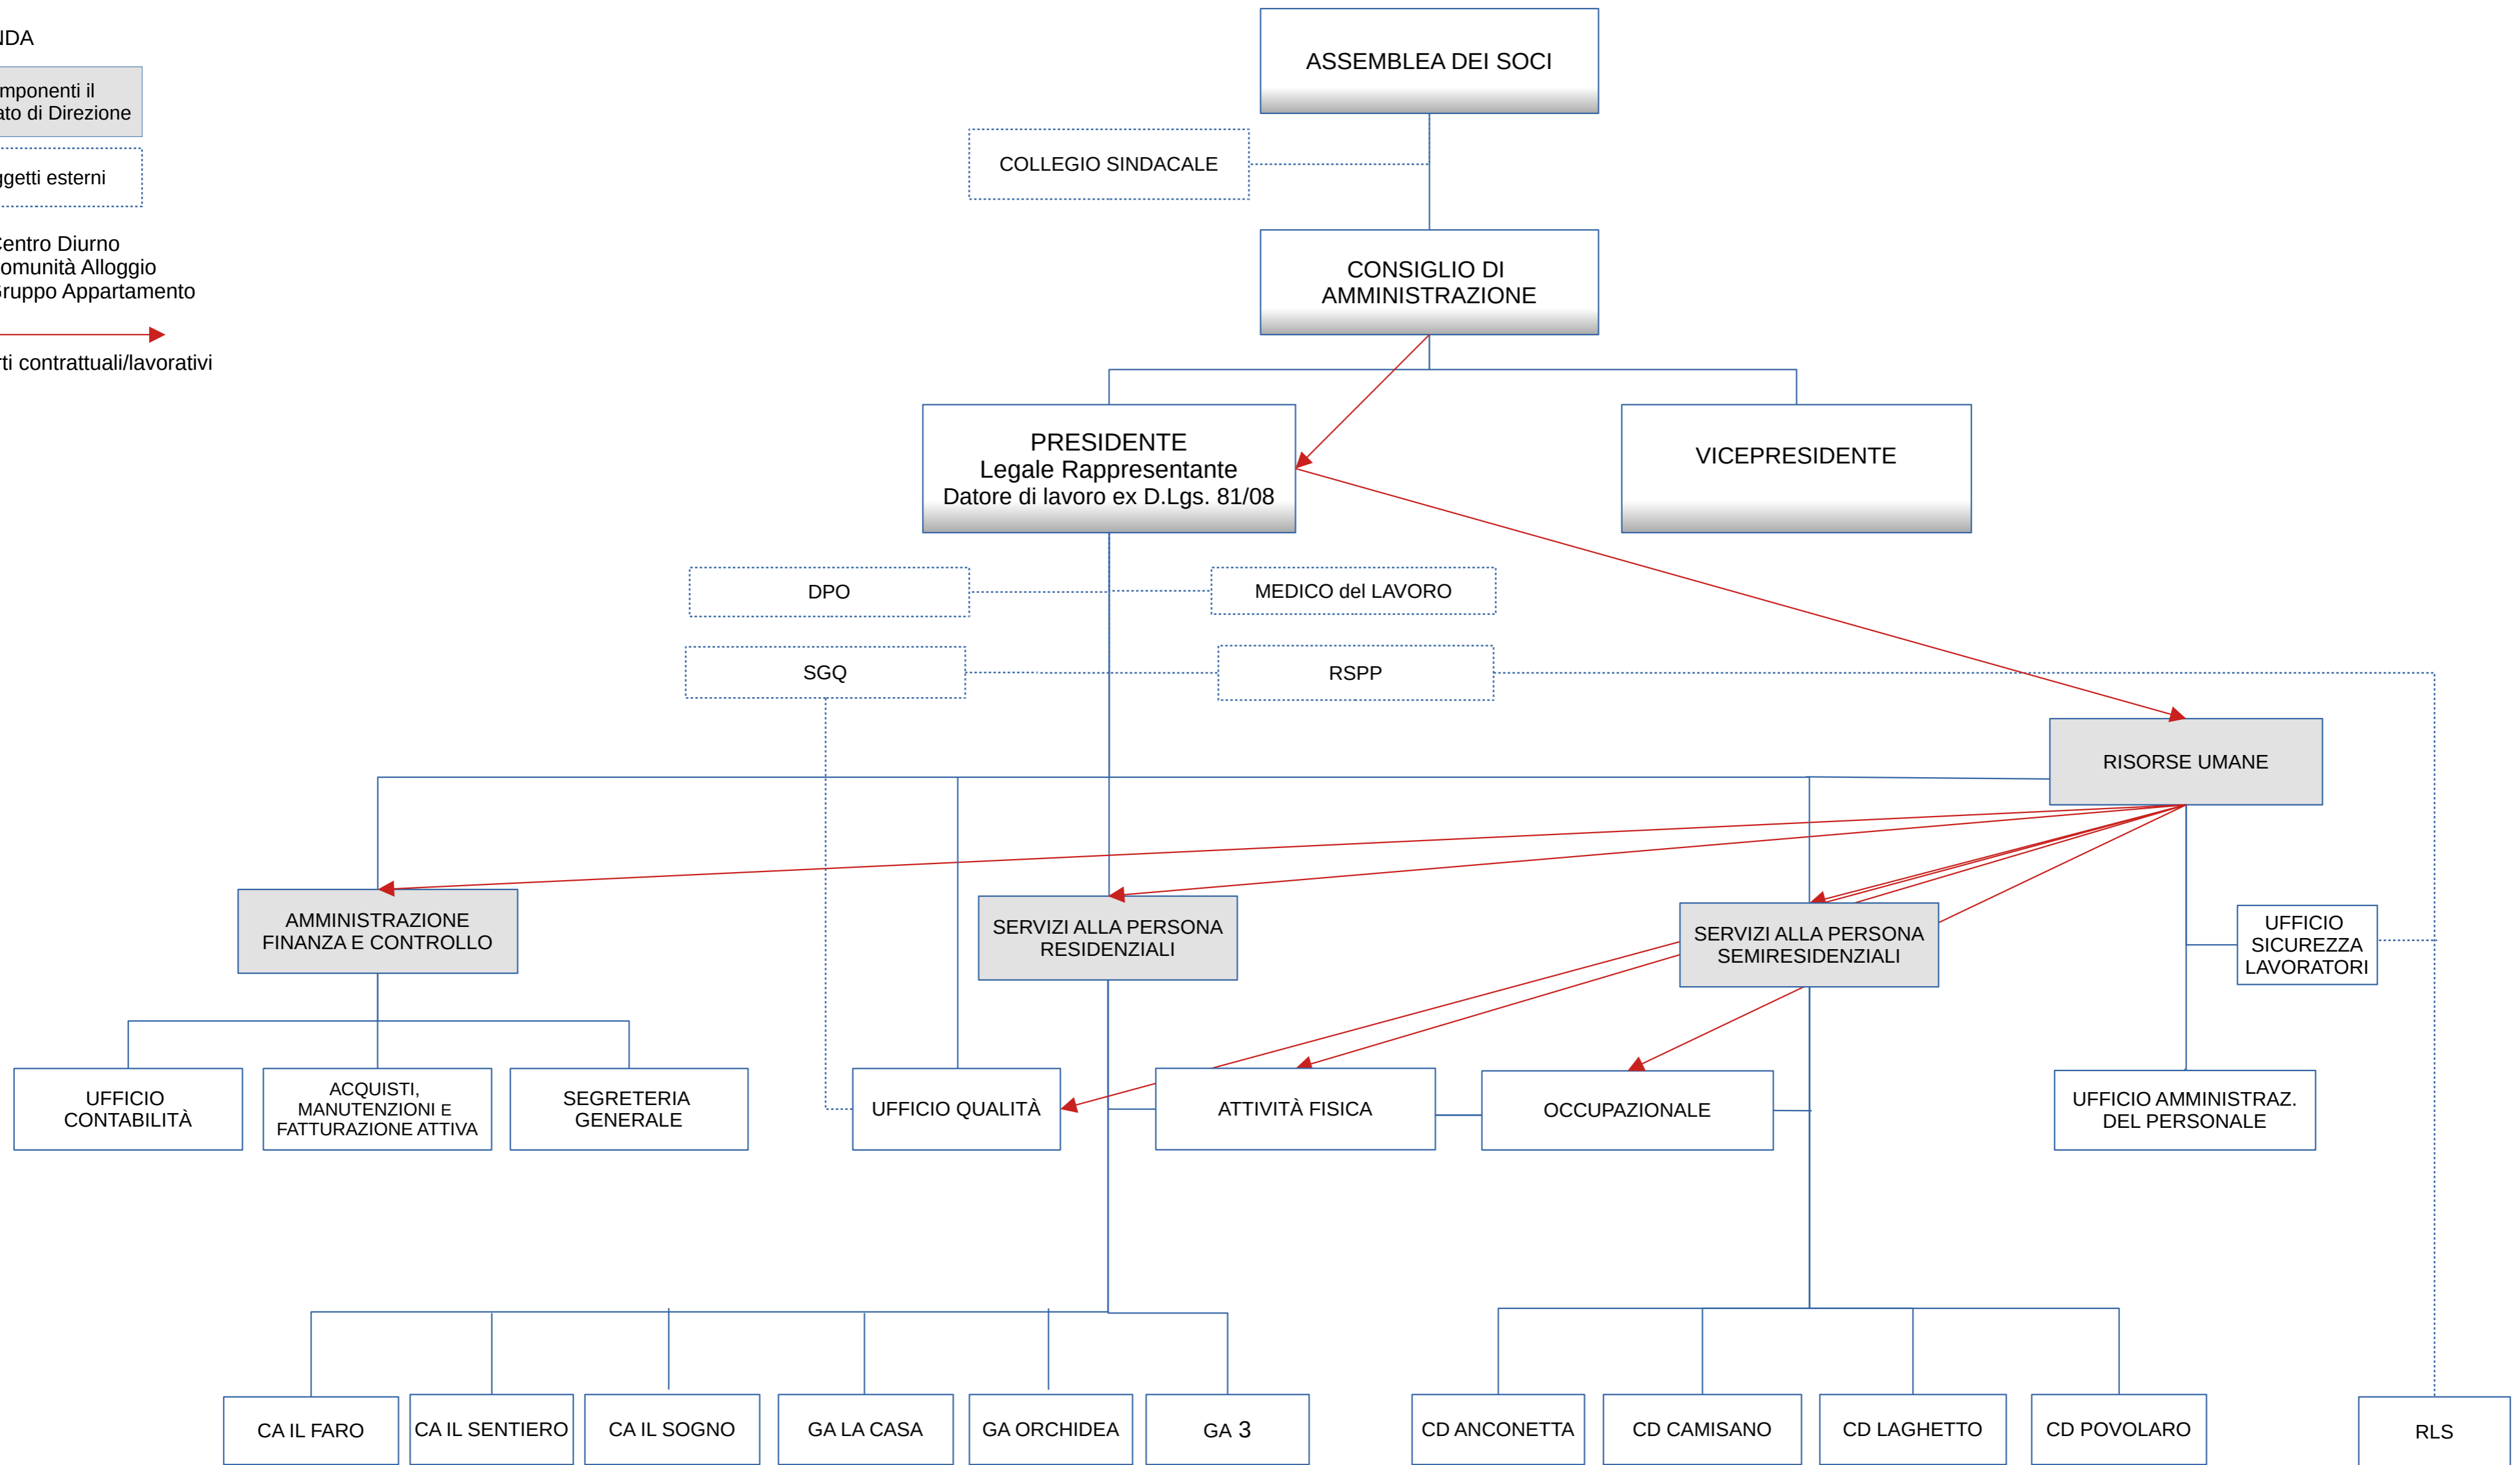 NDA
mponenti il
ato di Direzione
ggetti esterni
Centro Diurno
omunità Alloggio
Gruppo Appartamento
rti contrattuali/lavorativi
ASSEMBLEA DEI SOCI
COLLEGIO SINDACALE
CONSIGLIO DI
AMMINISTRAZIONE
PRESIDENTE
Legale Rappresentante
Datore di lavoro ex D.Lgs. 81/08
VICEPRESIDENTE
DPO
MEDICO del LAVORO
SGQ
RSPP
RISORSE UMANE
AMMINISTRAZIONE
FINANZA E CONTROLLO
SERVIZI ALLA PERSONA
RESIDENZIALI
SERVIZI ALLA PERSONA
SEMIRESIDENZIALI
UFFICIO
SICUREZZA
LAVORATORI
UFFICIO
CONTABILITÀ
ACQUISTI,
MANUTENZIONI E
FATTURAZIONE ATTIVA
SEGRETERIA
GENERALE
UFFICIO QUALITÀ
ATTIVITÀ FISICA
OCCUPAZIONALE
UFFICIO AMMINISTRAZ.
DEL PERSONALE
CA IL FARO
CA IL SENTIERO
CA IL SOGNO
GA LA CASA
GA ORCHIDEA
GA 3
CD ANCONETTA
CD CAMISANO
CD LAGHETTO
CD POVOLARO
RLS